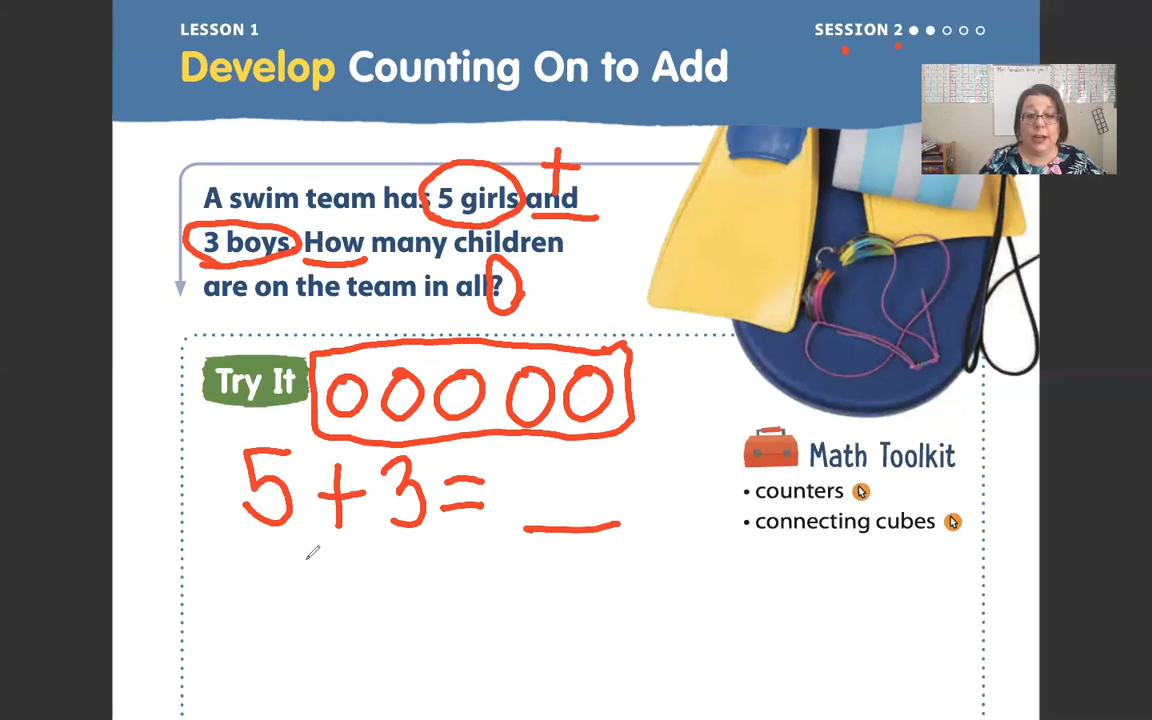 LESSON 1
SESSION 2
Develop Counting On to Add
+
A swim team has 5 girls and
3 boys. How many children
are on the team in all?
Try It
5 + 3 = __
Math Toolkit
• counters
• connecting cubes